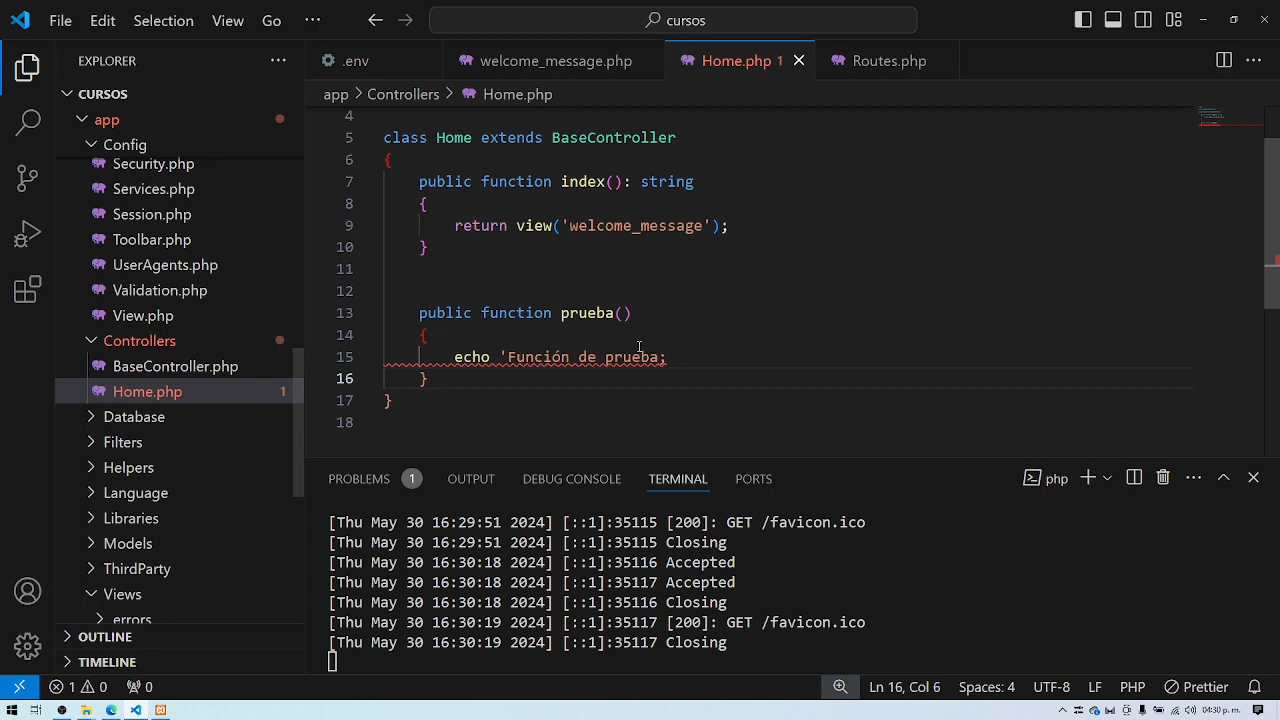 File Edit Selection View Go ··· cursos
EXPLORER ···
CURSOS
app
Config
Security.php
Services.php
Session.php
Toolbar.php
UserAgents.php
Validation.php
View.php
Controllers
BaseController.php
Home.php 1
Database
Filters
Helpers
Language
Libraries
Models
ThirdParty
Views
errors
OUTLINE
TIMELINE
.env welcome_message.php Home.php 1 Routes.php
app > Controllers > Home.php
4
5 class Home extends BaseController
6 {
7 public function index(): string
8 {
9 return view('welcome_message');
10 }
11
12
13 public function prueba()
14 {
15 echo 'Función de prueba;
16 }
17 }
18
PROBLEMS 1 OUTPUT DEBUG CONSOLE TERMINAL PORTS php
[Thu May 30 16:29:51 2024] [::1]:35115 [200]: GET /favicon.ico
[Thu May 30 16:29:51 2024] [::1]:35115 Closing
[Thu May 30 16:30:18 2024] [::1]:35116 Accepted
[Thu May 30 16:30:18 2024] [::1]:35117 Accepted
[Thu May 30 16:30:18 2024] [::1]:35116 Closing
[Thu May 30 16:30:19 2024] [::1]:35117 [200]: GET /favicon.ico
[Thu May 30 16:30:19 2024] [::1]:35117 Closing
1 0 0 Ln 16, Col 6 Spaces: 4 UTF-8 LF PHP Prettier
04:30 p. m.